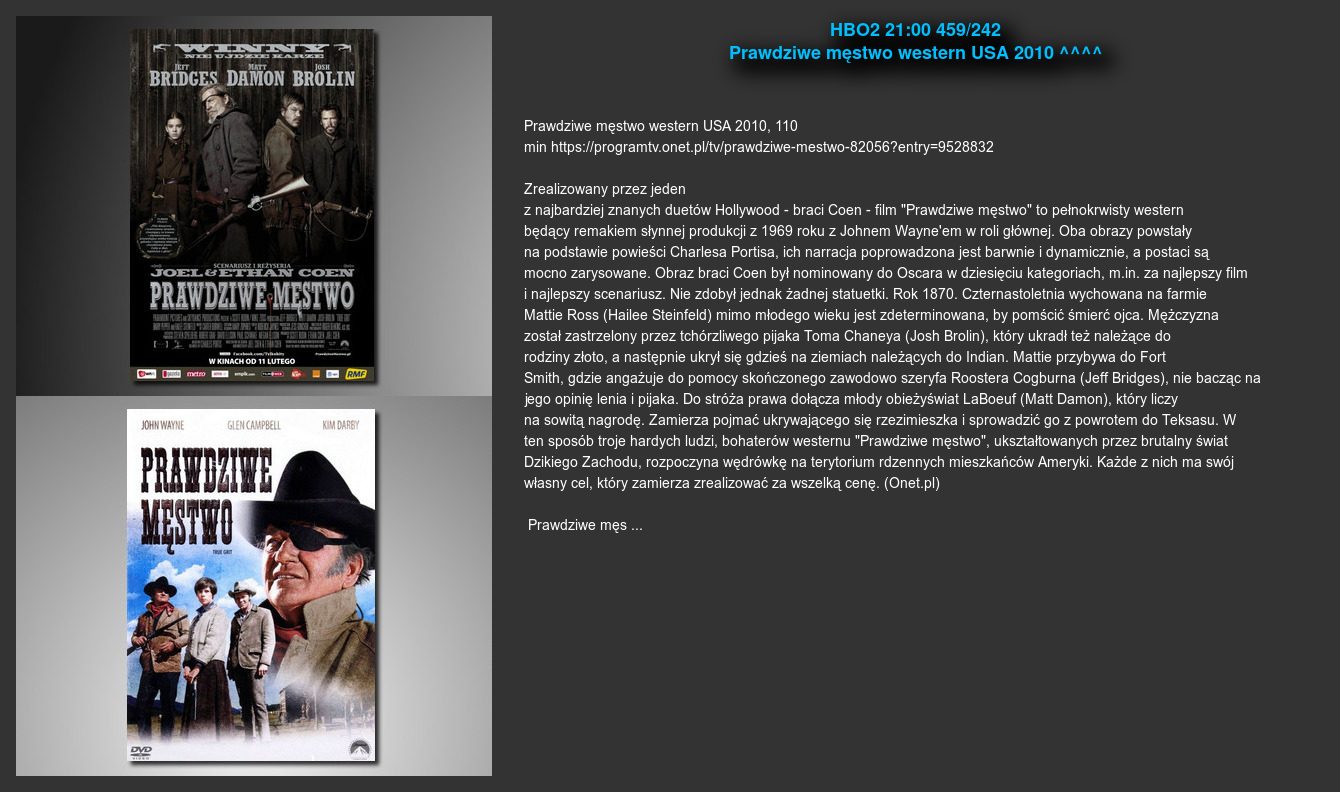 WINNY
NIE UJDZIE KARZE
JEFF BRIDGES
MATT DAMON
JOSH BROLIN
SCENARIUSZ I REŻYSERIA
JOEL & ETHAN COEN
PRAWDZIWE MĘSTWO
W KINACH OD 11 LUTEGO
metro
RMF
JOHN WAYNE
GLEN CAMPBELL
KIM DARBY
PRAWDZIWE
MĘSTWO
TRUE GRIT
DVD
VIDEO
HBO2 21:00 459/242
Prawdziwe męstwo western USA 2010 ^^^^
Prawdziwe męstwo western USA 2010, 110
min https://programtv.onet.pl/tv/prawdziwe-mestwo-82056?entry=9528832
Zrealizowany przez jeden
z najbardziej znanych duetów Hollywood - braci Coen - film "Prawdziwe męstwo" to pełnokrwisty western
będący remakiem słynnej produkcji z 1969 roku z Johnem Wayne'em w roli głównej. Oba obrazy powstały
na podstawie powieści Charlesa Portisa, ich narracja poprowadzona jest barwnie i dynamicznie, a postaci są
mocno zarysowane. Obraz braci Coen był nominowany do Oscara w dziesięciu kategoriach, m.in. za najlepszy film
i najlepszy scenariusz. Nie zdobył jednak żadnej statuetki. Rok 1870. Czternastoletnia wychowana na farmie
Mattie Ross (Hailee Steinfeld) mimo młodego wieku jest zdeterminowana, by pomścić śmierć ojca. Mężczyzna
został zastrzelony przez tchórzliwego pijaka Toma Chaneya (Josh Brolin), który ukradł też należące do
rodziny złoto, a następnie ukrył się gdzieś na ziemiach należących do Indian. Mattie przybywa do Fort
Smith, gdzie angażuje do pomocy skończonego zawodowo szeryfa Roostera Cogburna (Jeff Bridges), nie bacząc na
jego opinię lenia i pijaka. Do stróża prawa dołącza młody obieżyświat LaBoeuf (Matt Damon), który liczy
na sowitą nagrodę. Zamierza pojmać ukrywającego się rzezimieszka i sprowadzić go z powrotem do Teksasu. W
ten sposób troje hardych ludzi, bohaterów westernu "Prawdziwe męstwo", ukształtowanych przez brutalny świat
Dzikiego Zachodu, rozpoczyna wędrówkę na terytorium rdzennych mieszkańców Ameryki. Każde z nich ma swój
własny cel, który zamierza zrealizować za wszelką cenę. (Onet.pl)
Prawdziwe męs ...